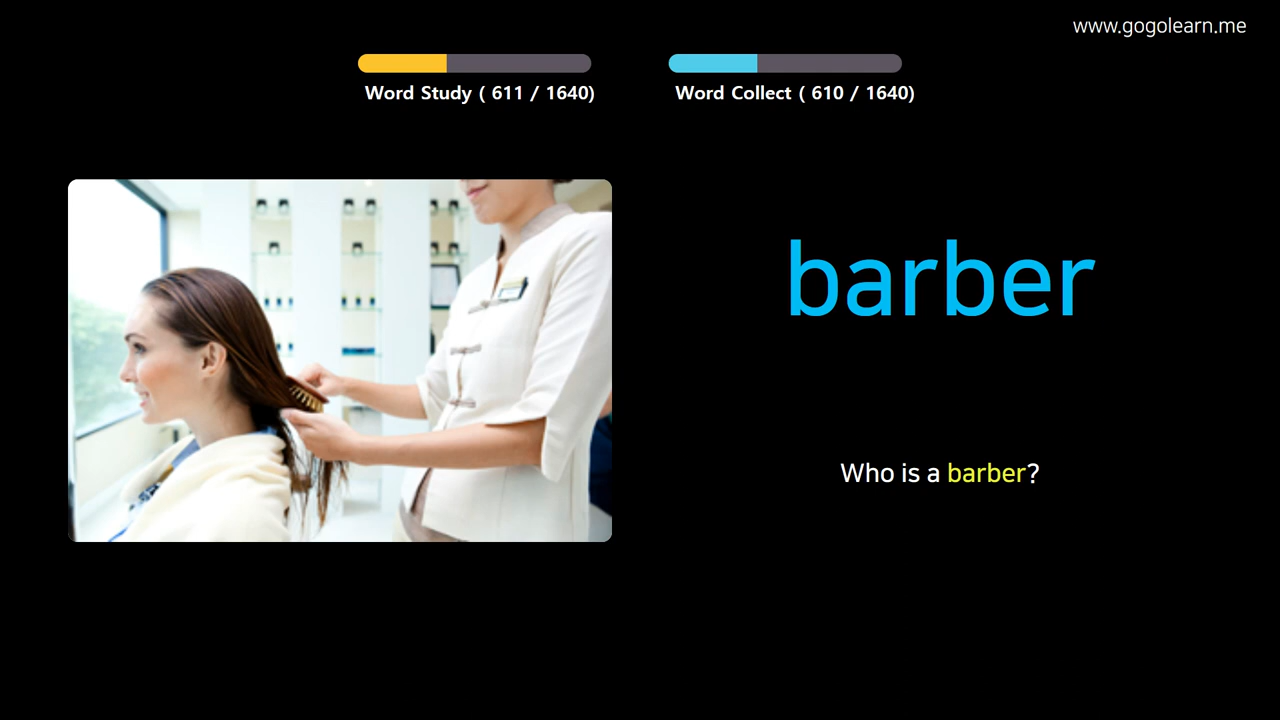 www.gogolearn.me
Word Study ( 611 / 1640)
Word Collect ( 610 / 1640)
barber
Who is a barber?